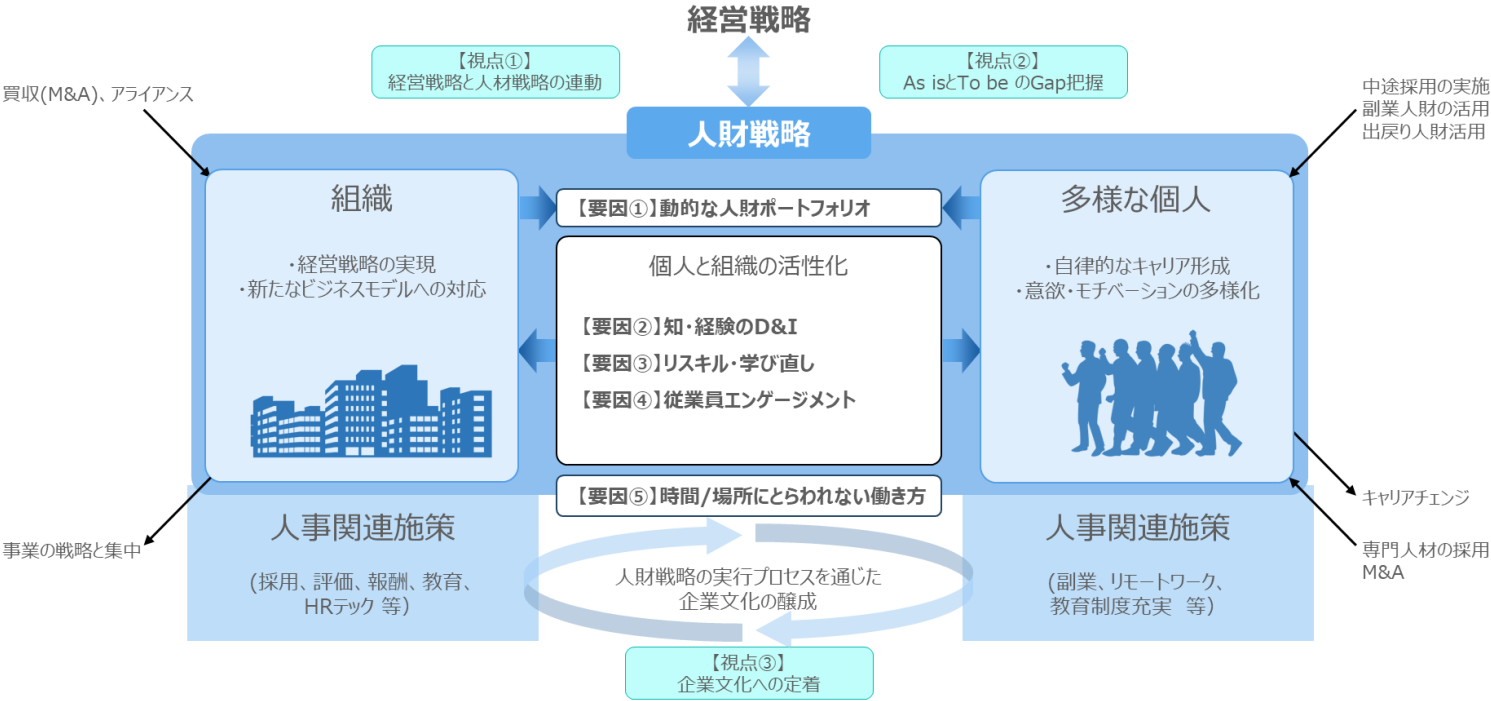 経営戦略
【視点①】
経営戦略と人材戦略の連動
【視点②】
As isとTo be のGap把握
買収(M&A)、アライアンス
中途採用の実施
副業人財の活用
出戻り人財活用
人財戦略
組織
・経営戦略の実現
・新たなビジネスモデルへの対応
【要因①】動的な人財ポートフォリオ
個人と組織の活性化
【要因②】知・経験のD&I
【要因③】リスキル・学び直し
【要因④】従業員エンゲージメント
【要因⑤】時間/場所にとらわれない働き方
多様な個人
・自律的なキャリア形成
・意欲・モチベーションの多様化
事業の戦略と集中
キャリアチェンジ
専門人材の採用
M&A
人事関連施策
(採用、評価、報酬、教育、
HRテック 等)
人財戦略の実行プロセスを通じた
企業文化の醸成
人事関連施策
(副業、リモートワーク、
教育制度充実 等)
【視点③】
企業文化への定着